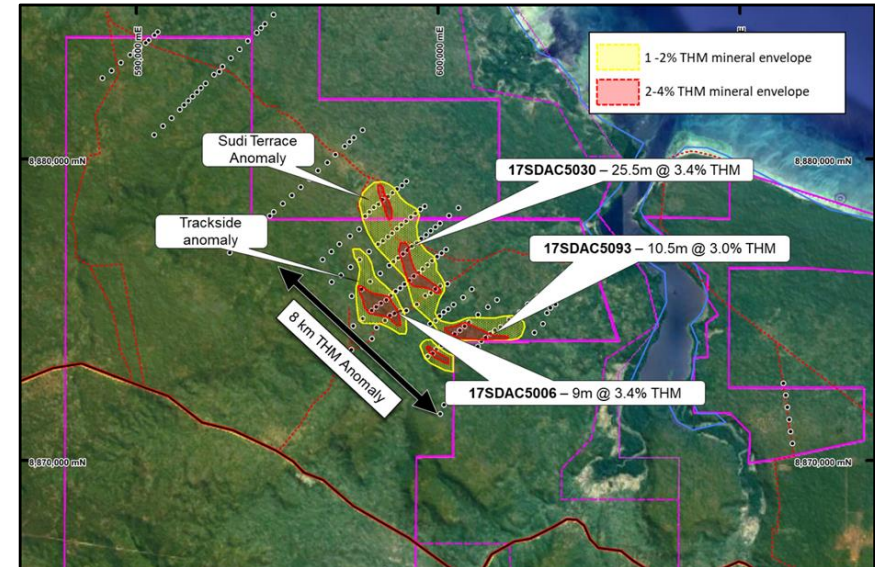 590,000 mE
600,000 mE
1 -2% THM mineral envelope
2-4% THM mineral envelope
8,880,000 mN
8,880,000 mN
Sudi Terrace
Anomaly
17SDAC5030 – 25.5m @ 3.4% THM
Trackside
anomaly
17SDAC5093 – 10.5m @ 3.0% THM
8 km THM Anomaly
17SDAC5006 – 9m @ 3.4% THM
8,870,000 mN
8,870,000 mN